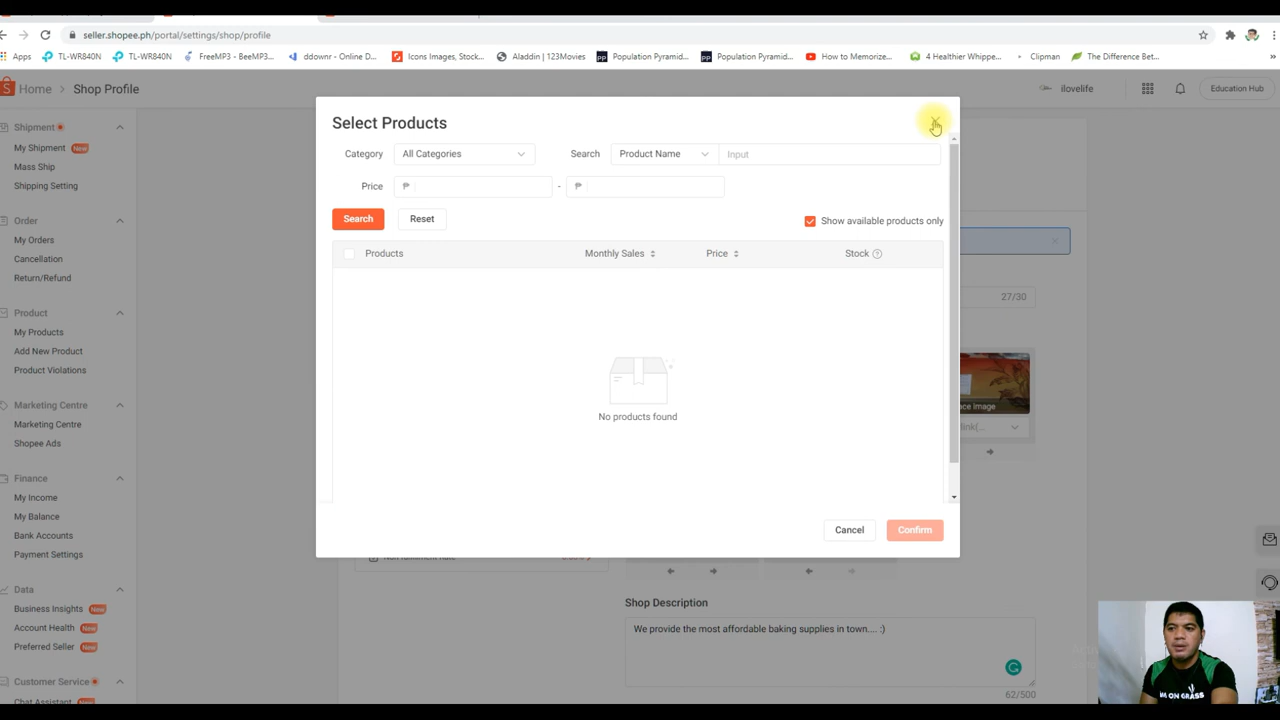 seller.shopee.ph/portal/settings/shop/profile
Apps TL-WR840N TL-WR840N FreeMP3 - BeeMP3... ddownr - Online D... Icons Images, Stock... Aladdin | 123Movies Population Pyramid... Population Pyramid... How to Memorize... 4 Healthier Whippe... Clipman The Difference Bet... »
Home > Shop Profile
ilovelife
Education Hub
Shipment
My Shipment New
Mass Ship
Shipping Setting
Order
My Orders
Cancellation
Return/Refund
Product
My Products
Add New Product
Product Violations
Marketing Centre
Marketing Centre
Shopee Ads
Finance
My Income
My Balance
Bank Accounts
Payment Settings
Data
Business Insights New
Account Health New
Preferred Seller New
Customer Service
Chat Assistant
Select Products
Category All Categories Search Product Name Input
Price ₱ - ₱
Search Reset Show available products only
Products Monthly Sales Price Stock
No products found
Cancel Confirm
27/30
Image
Shop Description
We provide the most affordable baking supplies in town.... :)
62/500
ON GRASS